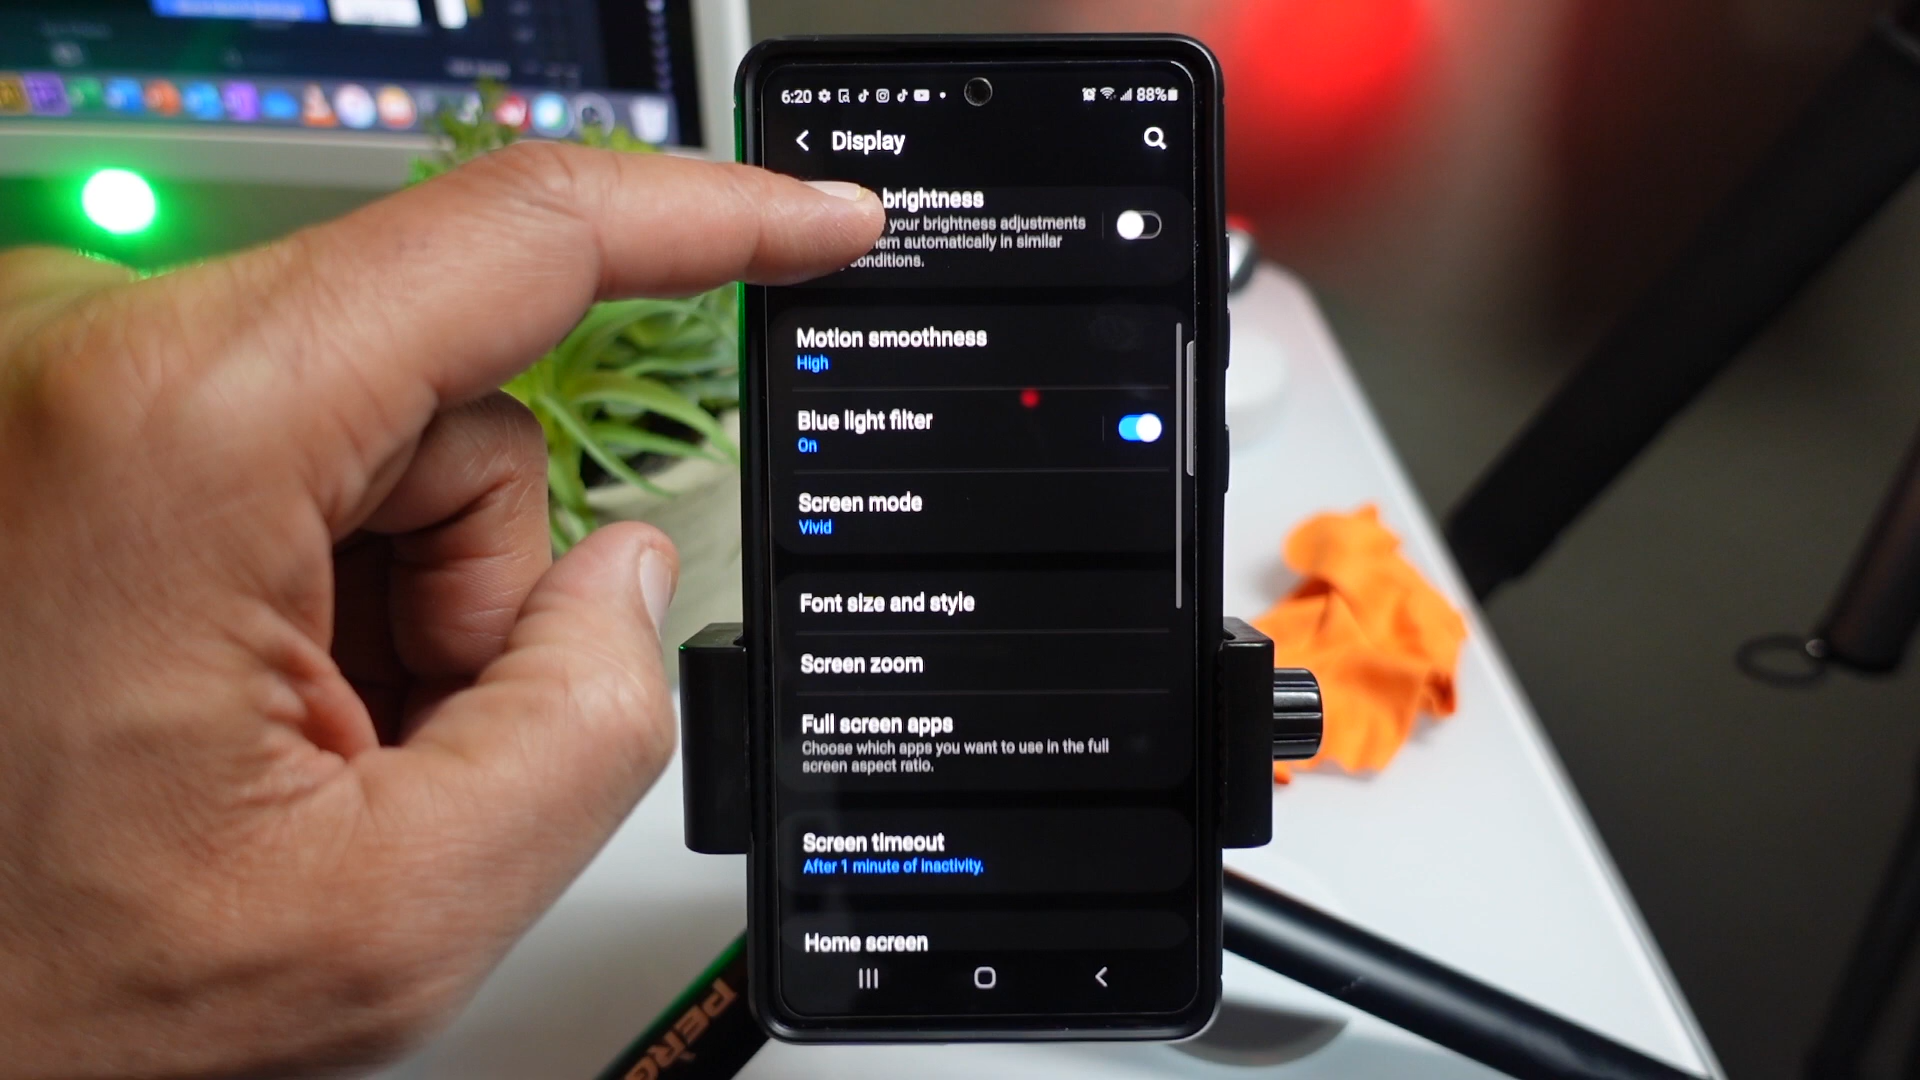 6:20
88%
Display
brightness
your brightness adjustments
automatically in similar
conditions.
Motion smoothness
High
Blue light filter
On
Screen mode
Vivid
Font size and style
Screen zoom
Full screen apps
Choose which apps you want to use in the full
screen aspect ratio.
Screen timeout
After 1 minute of inactivity.
Home screen
PERG